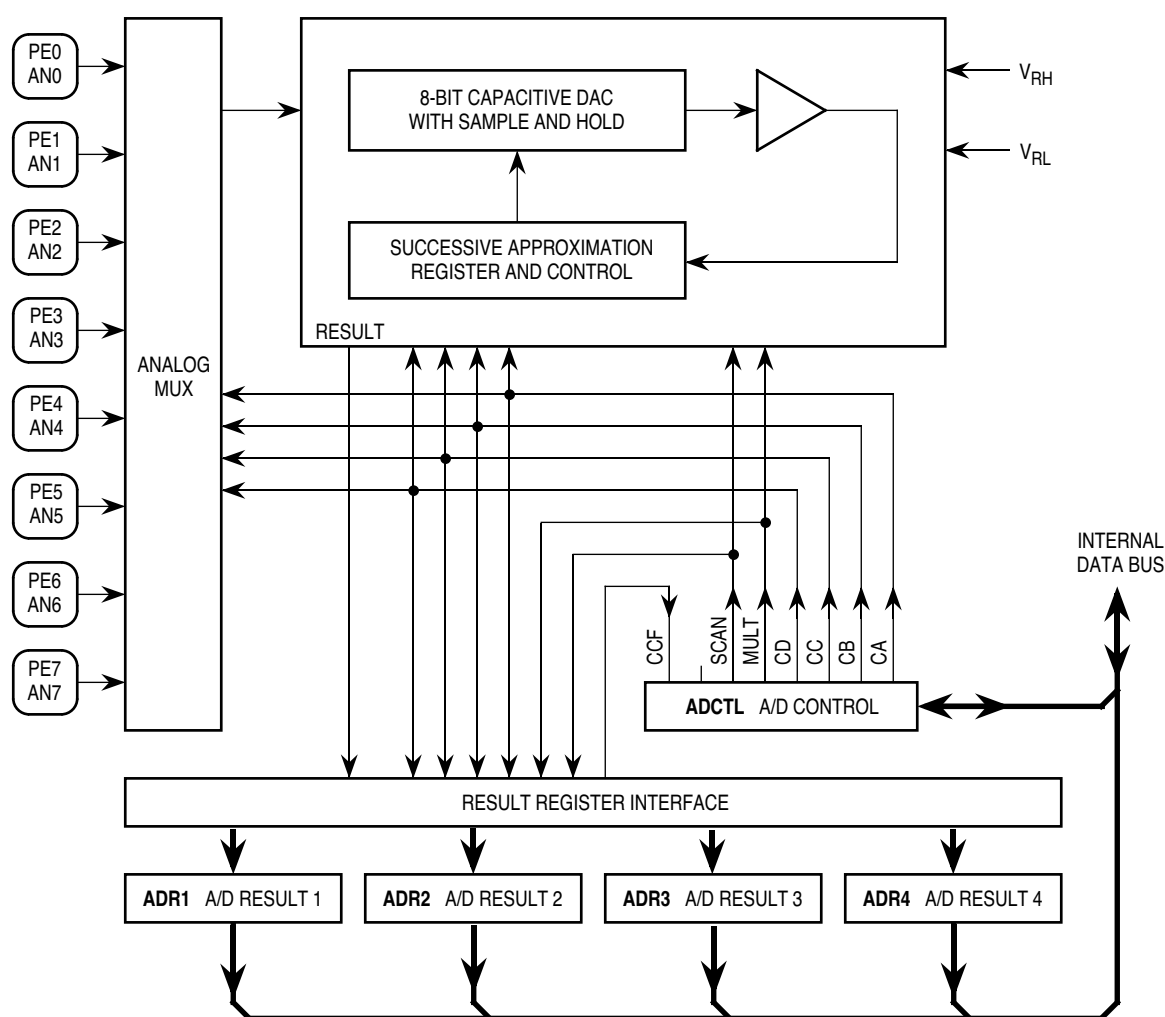 PE0
AN0
PE1
AN1
PE2
AN2
PE3
AN3
PE4
AN4
PE5
AN5
PE6
AN6
PE7
AN7
ANALOG
MUX
8-BIT CAPACITIVE DAC
WITH SAMPLE AND HOLD
SUCCESSIVE APPROXIMATION
REGISTER AND CONTROL
RESULT
VRH
VRL
INTERNAL
DATA BUS
CCF
SCAN
MULT
CD
CC
CB
CA
ADCTL A/D CONTROL
RESULT REGISTER INTERFACE
ADR1 A/D RESULT 1
ADR2 A/D RESULT 2
ADR3 A/D RESULT 3
ADR4 A/D RESULT 4